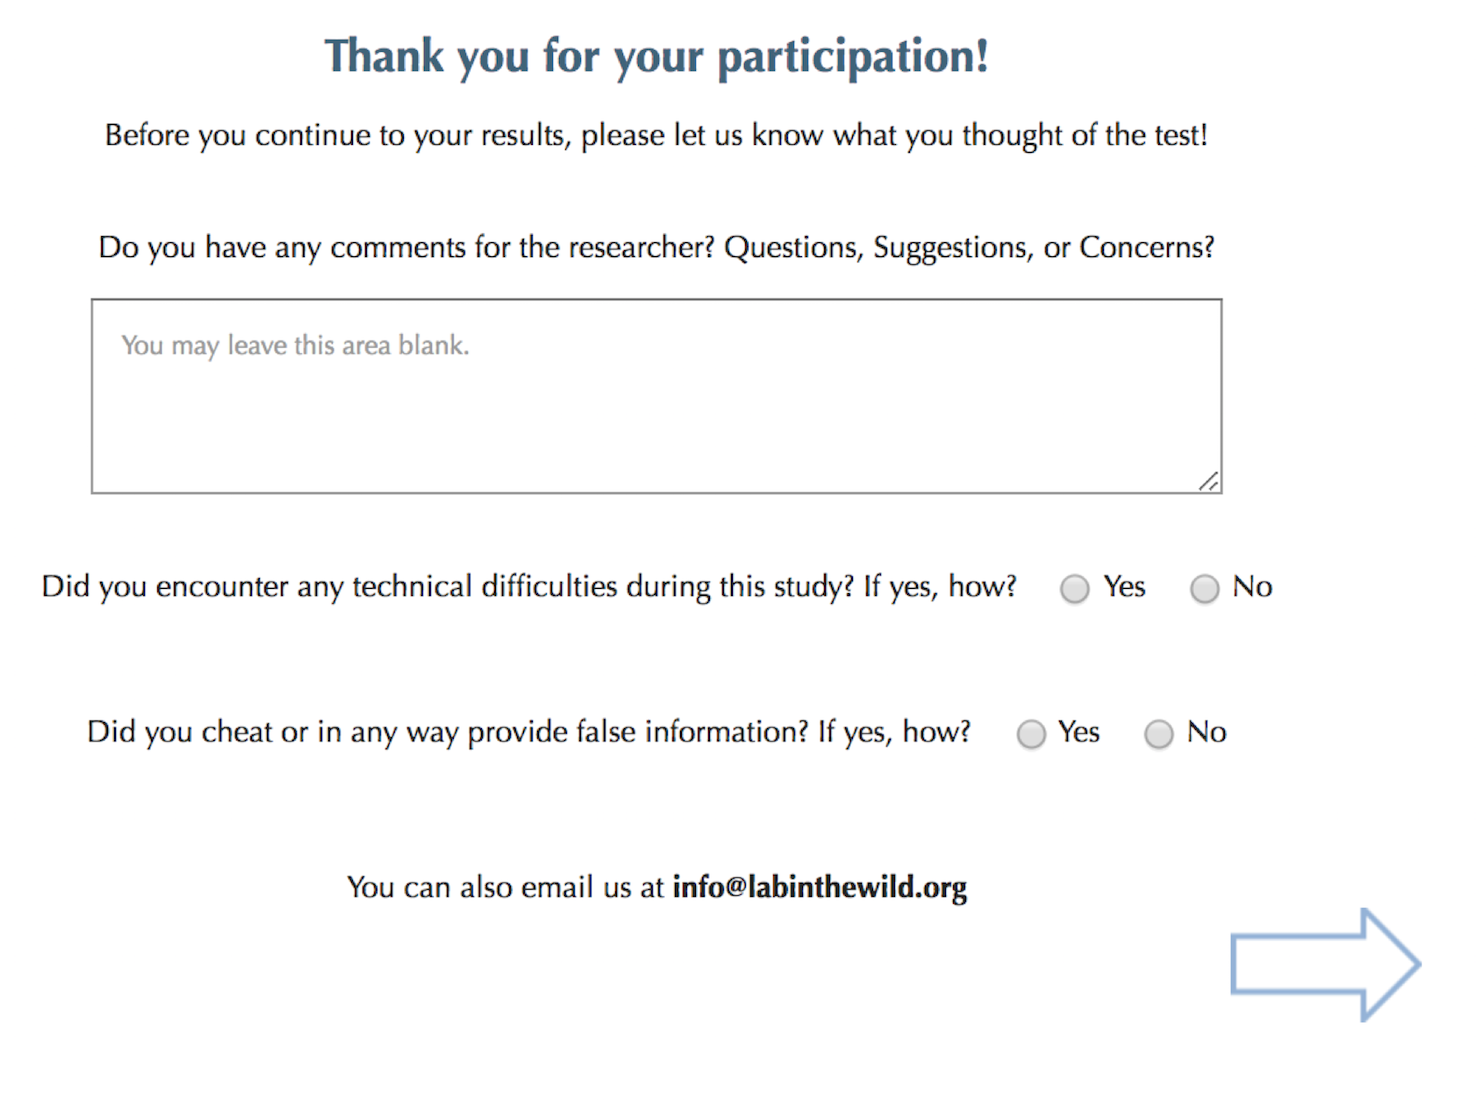 Thank you for your participation!
Before you continue to your results, please let us know what you thought of the test!
Do you have any comments for the researcher? Questions, Suggestions, or Concerns?
You may leave this area blank.
Did you encounter any technical difficulties during this study? If yes, how? Yes No
Did you cheat or in any way provide false information? If yes, how? Yes No
You can also email us at info@labinthewild.org